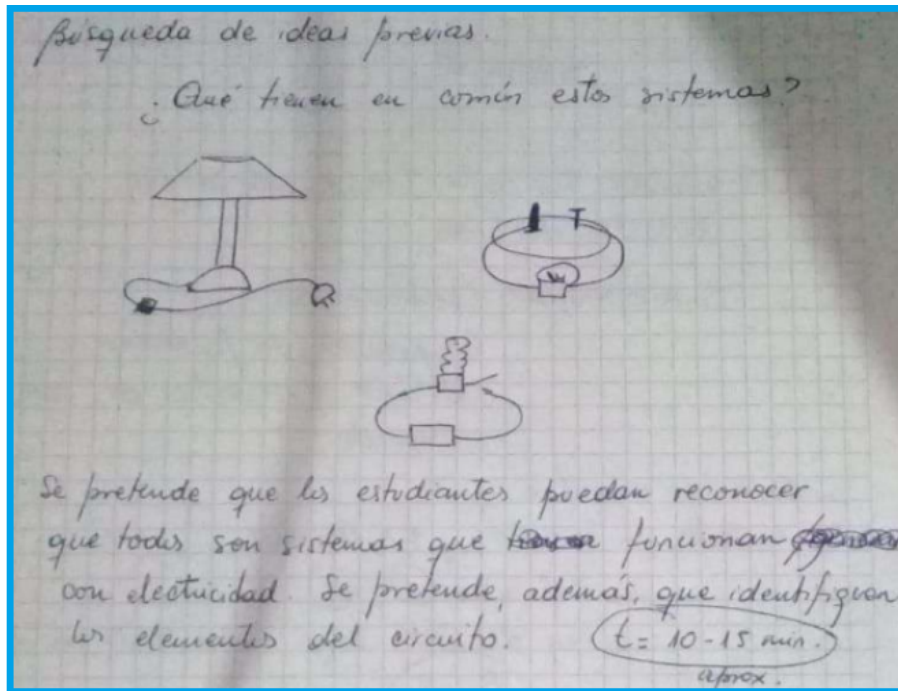 Búsqueda de ideas previas.
¿Qué tienen en común estos sistemas?
Se pretende que los estudiantes puedan reconocer
que todos son sistemas que funcionan
con electricidad. Se pretende, además, que identifiquen
los elementos del circuito. t = 10-15 min.
aprox.